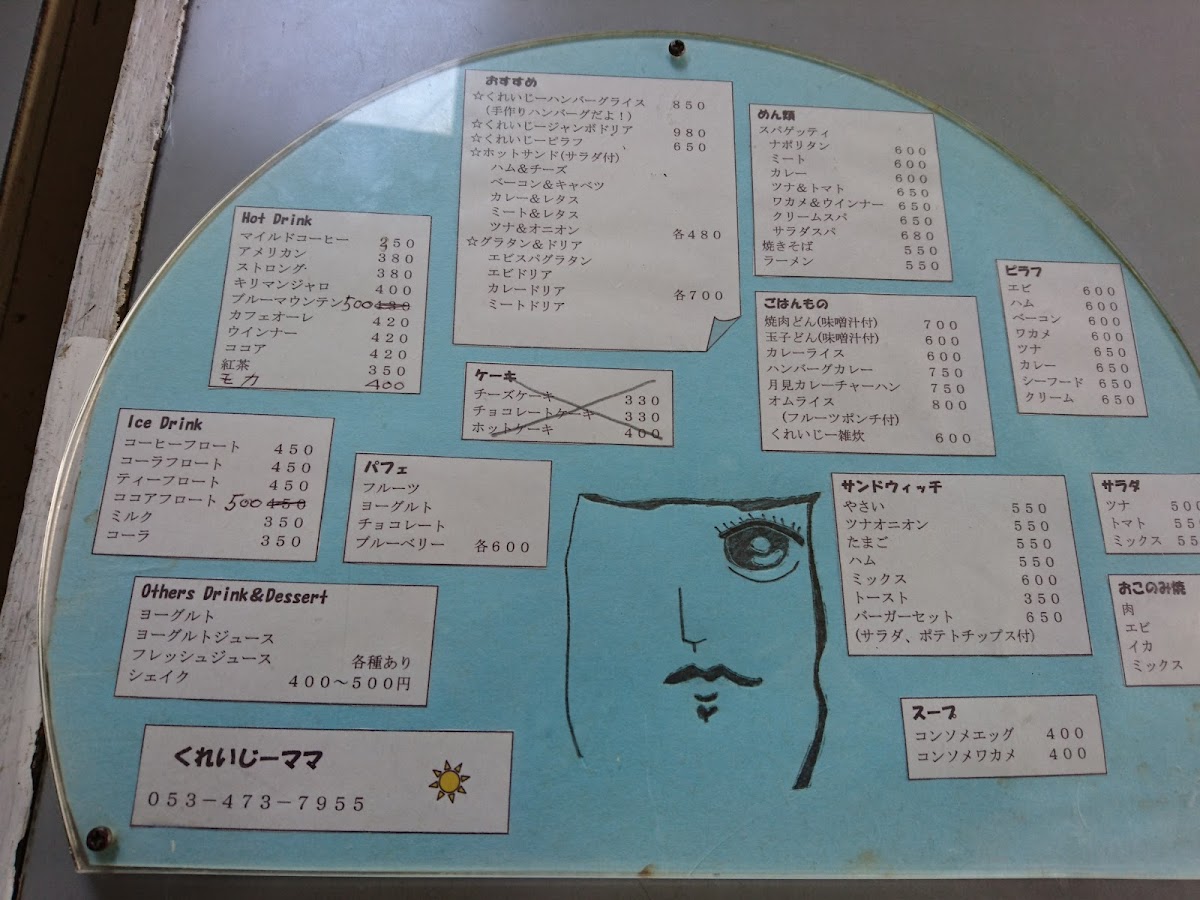 おすすめ
☆くれいじーハンバーグライス 850
(手作りハンバーグだよ!)
☆くれいじージャンボドリア 980
☆くれいじーピラフ 650
☆ホットサンド(サラダ付)
ハム&チーズ
ベーコン&キャベツ
カレー&レタス
ミート&レタス
ツナ&オニオン 各480
☆グラタン&ドリア
エビスパグラタン
エビドリア
カレードリア
ミートドリア 各700
めん類
スパゲッティ
ナポリタン 600
ミート 600
カレー 600
ツナ&トマト 650
ワカメ&ウインナー 650
クリームスパ 650
サラダスパ 680
焼きそば 550
ラーメン 550
Hot Drink
マイルドコーヒー 350
アメリカン 380
ストロング 380
キリマンジャロ 400
ブルーマウンテン 500 430
カフェオーレ 420
ウインナー 420
ココア 420
紅茶 350
モカ 400
ピラフ
エビ 600
ハム 600
ベーコン 600
ワカメ 600
ツナ 650
カレー 650
シーフード 650
クリーム 650
ごはんもの
焼肉どん(味噌汁付) 700
玉子どん(味噌汁付) 600
カレーライス 600
ハンバーグカレー 750
月見カレーチャーハン 750
オムライス 800
(フルーツポンチ付)
くれいじー雑炊 600
ケーキ
チーズケーキ 330
チョコレートケーキ 330
ホットケーキ 400
Ice Drink
コーヒーフロート 450
コーラフロート 450
ティーフロート 450
ココアフロート 500 450
ミルク 350
コーラ 350
パフェ
フルーツ
ヨーグルト
チョコレート
ブルーベリー 各600
サンドウィッチ
やさい 550
ツナオニオン 550
たまご 550
ハム 550
ミックス 600
トースト 350
バーガーセット 650
(サラダ、ポテトチップス付)
サラダ
ツナ 500
トマト
ミックス
おこのみ焼
肉
エビ
イカ
ミックス
Others Drink&Dessert
ヨーグルト
ヨーグルトジュース
フレッシュジュース 各種あり
シェイク 400〜500円
スープ
コンソメエッグ 400
コンソメワカメ 400
くれいじーママ
053-473-7955